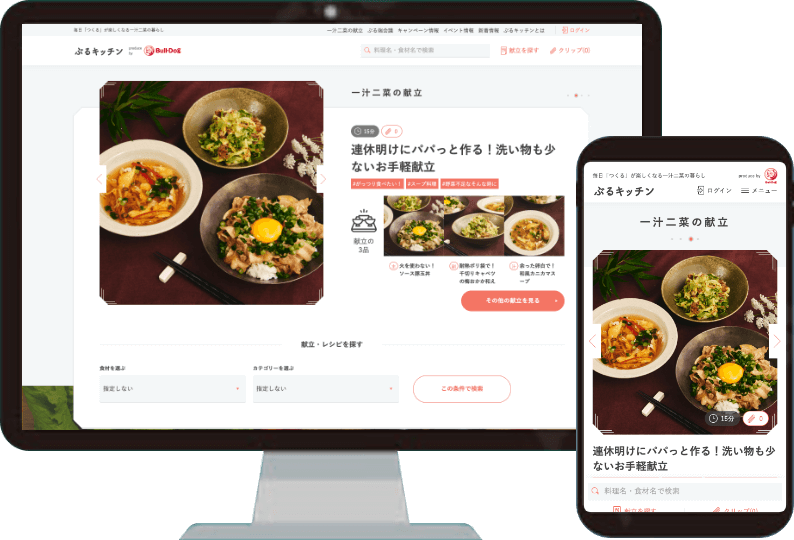 毎日「つくる」が楽しくなる一汁二菜の暮らし
一汁二菜の献立 ぶる輪会議 キャンペーン情報 イベント情報 新着情報 ぶるキッチンとは ログイン
ぶるキッチン produce by Bull-Dog
料理名・食材名で検索 献立を探す クリップ(0)
一汁二菜の献立
15分 0
連休明けにパパっと作る！洗い物も少
ないお手軽献立
#がっつり食べたい！ #スープ料理 #野菜不足なそんな時に
献立の
3品
火を使わない！
ソース豚玉丼
耐熱ポリ袋で！
千切りキャベツ
の梅おかか和え
余った卵白で！
和風カニカマス
ープ
その他の献立を見る
献立・レシピを探す
食材を選ぶ
指定しない
カテゴリーを選ぶ
指定しない
この条件で検索
毎日「つくる」が楽しくなる一汁二菜の暮らし
produce by Bull-Dog
ぶるキッチン ログイン メニュー
一汁二菜の献立
15分 0
連休明けにパパっと作る！洗い物も少
ないお手軽献立
料理名・食材名で検索
献立を探す クリップ(0)